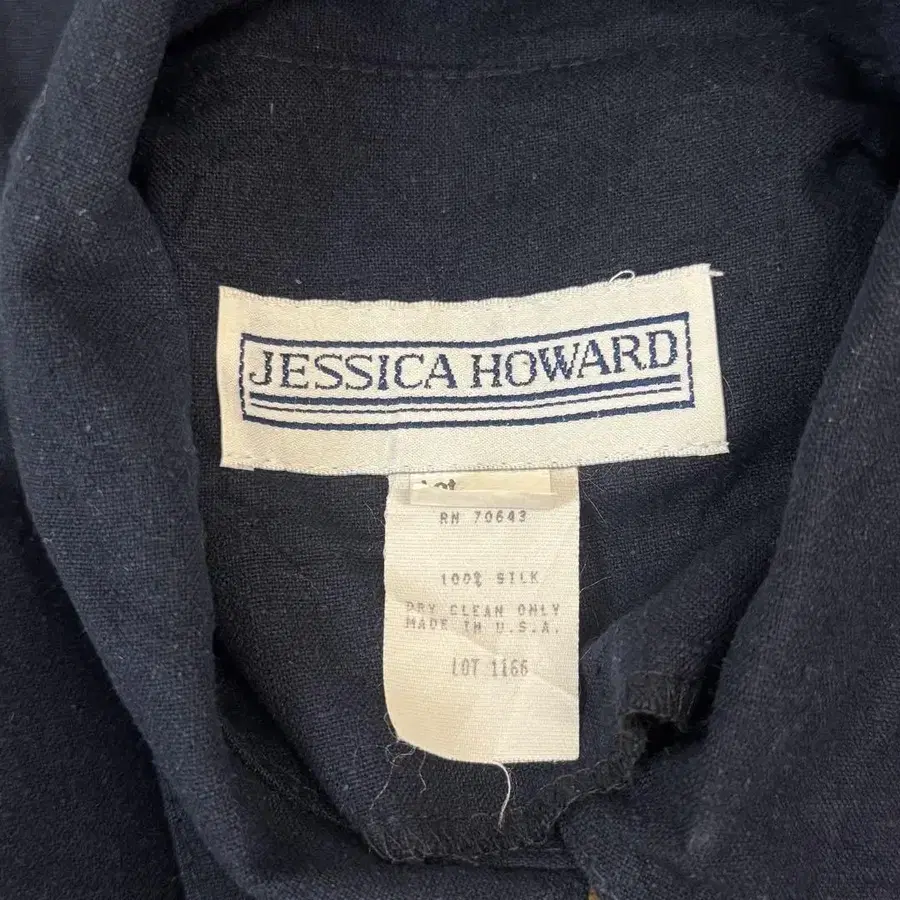 JESSICA HOWARD
RN 70643
100% SILK
DRY CLEAN ONLY
MADE IN U.S.A.
LOT 1166